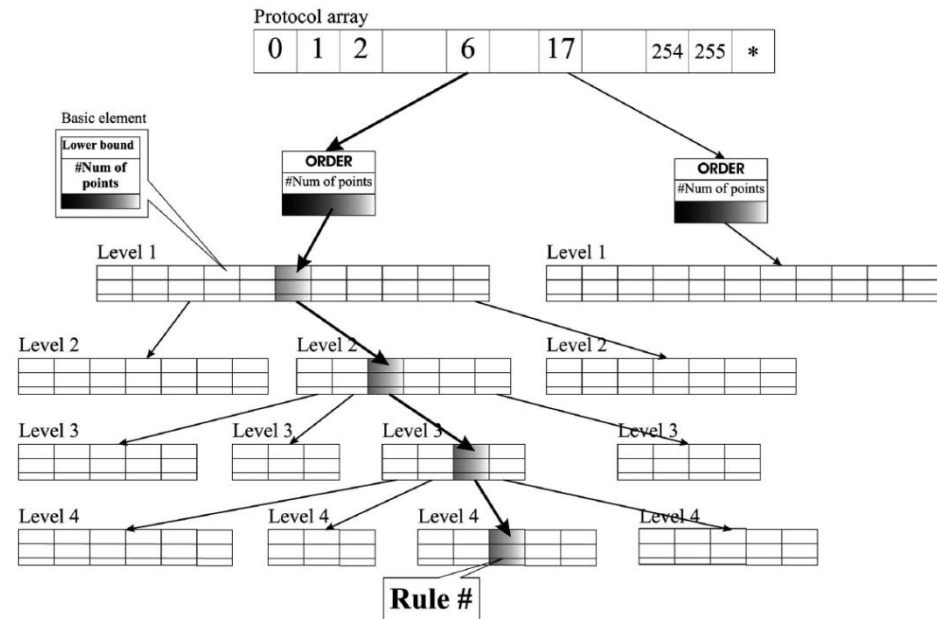 Protocol array
0 1 2 6 17 254 255 *
Basic element
Lower bound
#Num of
points
ORDER
#Num of points
ORDER
#Num of points
Level 1
Level 1
Level 2
Level 2
Level 2
Level 3
Level 3
Level 3
Level 3
Level 4
Level 4
Level 4
Level 4
Rule #